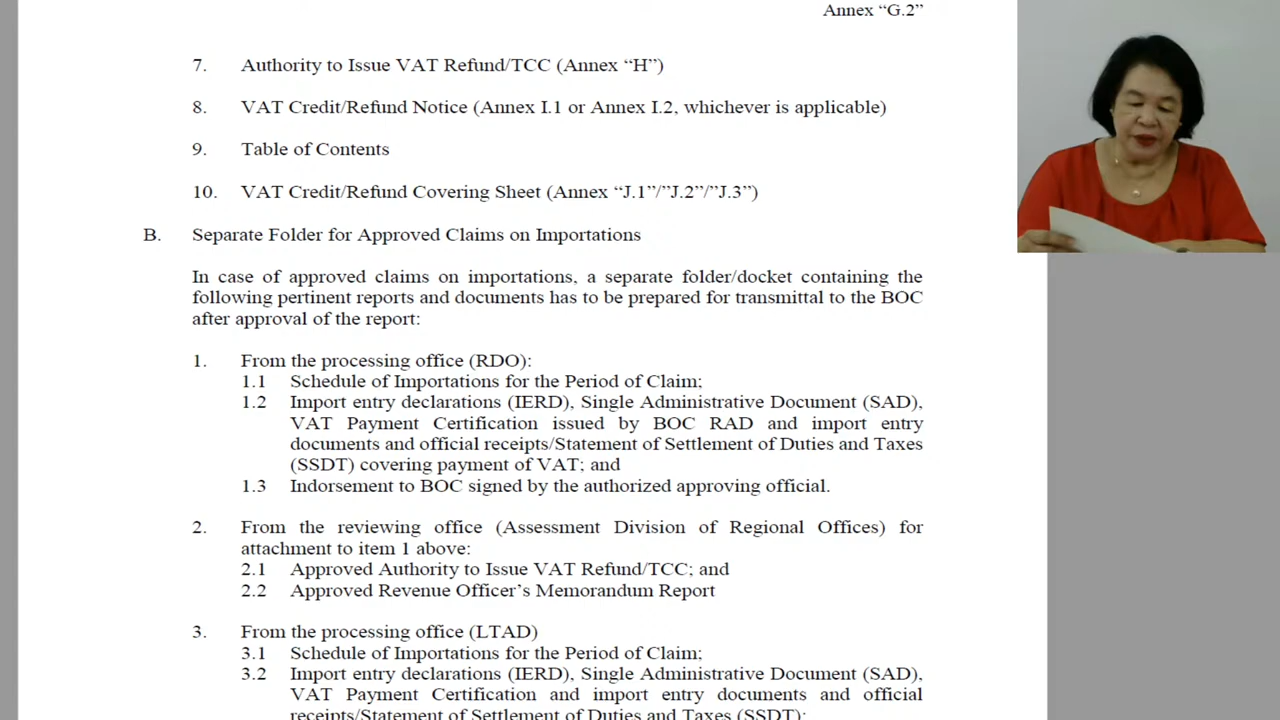 Annex “G.2”
7. Authority to Issue VAT Refund/TCC (Annex “H”)
8. VAT Credit/Refund Notice (Annex I.1 or Annex I.2, whichever is applicable)
9. Table of Contents
10. VAT Credit/Refund Covering Sheet (Annex “J.1”/”J.2”/”J.3”)
B. Separate Folder for Approved Claims on Importations
In case of approved claims on importations, a separate folder/docket containing the
following pertinent reports and documents has to be prepared for transmittal to the BOC
after approval of the report:
1. From the processing office (RDO):
1.1 Schedule of Importations for the Period of Claim;
1.2 Import entry declarations (IERD), Single Administrative Document (SAD),
VAT Payment Certification issued by BOC RAD and import entry
documents and official receipts/Statement of Settlement of Duties and Taxes
(SSDT) covering payment of VAT; and
1.3 Indorsement to BOC signed by the authorized approving official.
2. From the reviewing office (Assessment Division of Regional Offices) for
attachment to item 1 above:
2.1 Approved Authority to Issue VAT Refund/TCC; and
2.2 Approved Revenue Officer’s Memorandum Report
3. From the processing office (LTAD)
3.1 Schedule of Importations for the Period of Claim;
3.2 Import entry declarations (IERD), Single Administrative Document (SAD),
VAT Payment Certification and import entry documents and official
receipts/Statement of Settlement of Duties and Taxes (SSDT);